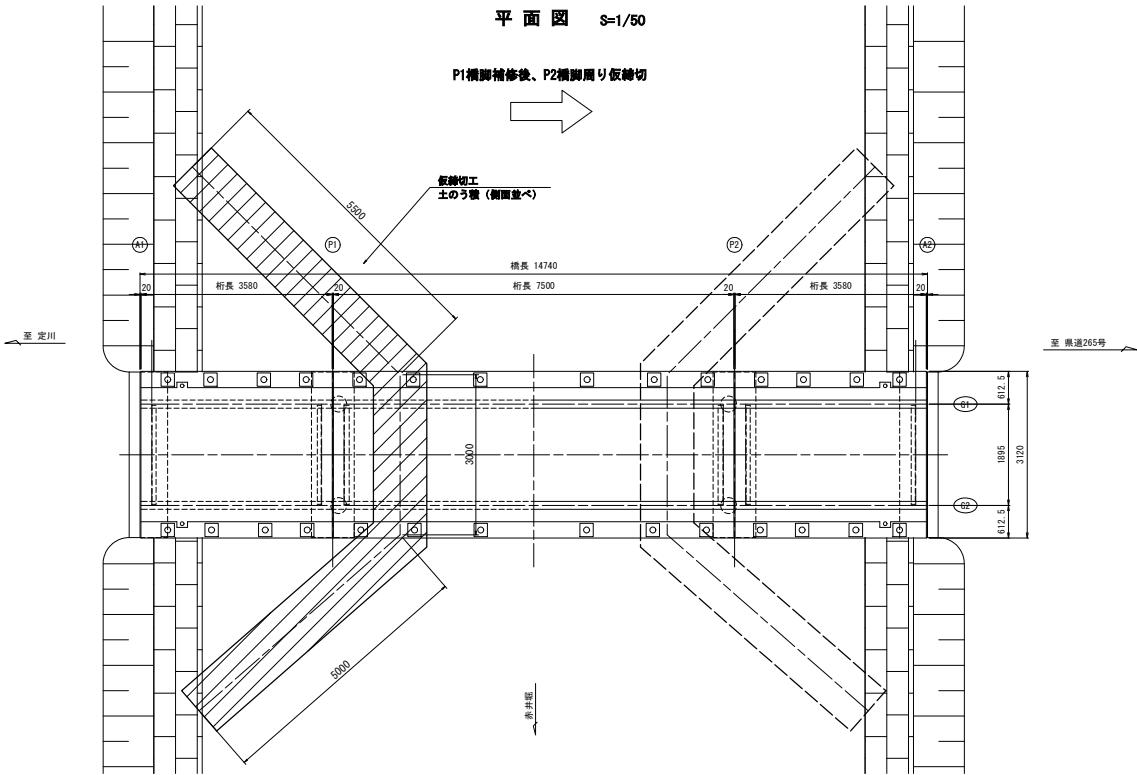 平 面 図 S=1/50
P1橋脚補修後、P2橋脚周り仮締切
仮締切工
土のう積（側面並べ）
5500
A1
P1
P2
A2
橋長 14740
20
桁長 3580
20
桁長 7500
20
桁長 3580
20
至 定川
至 県道265号
612.5
G1
3000
1895
3120
G2
612.5
5000
赤井堀